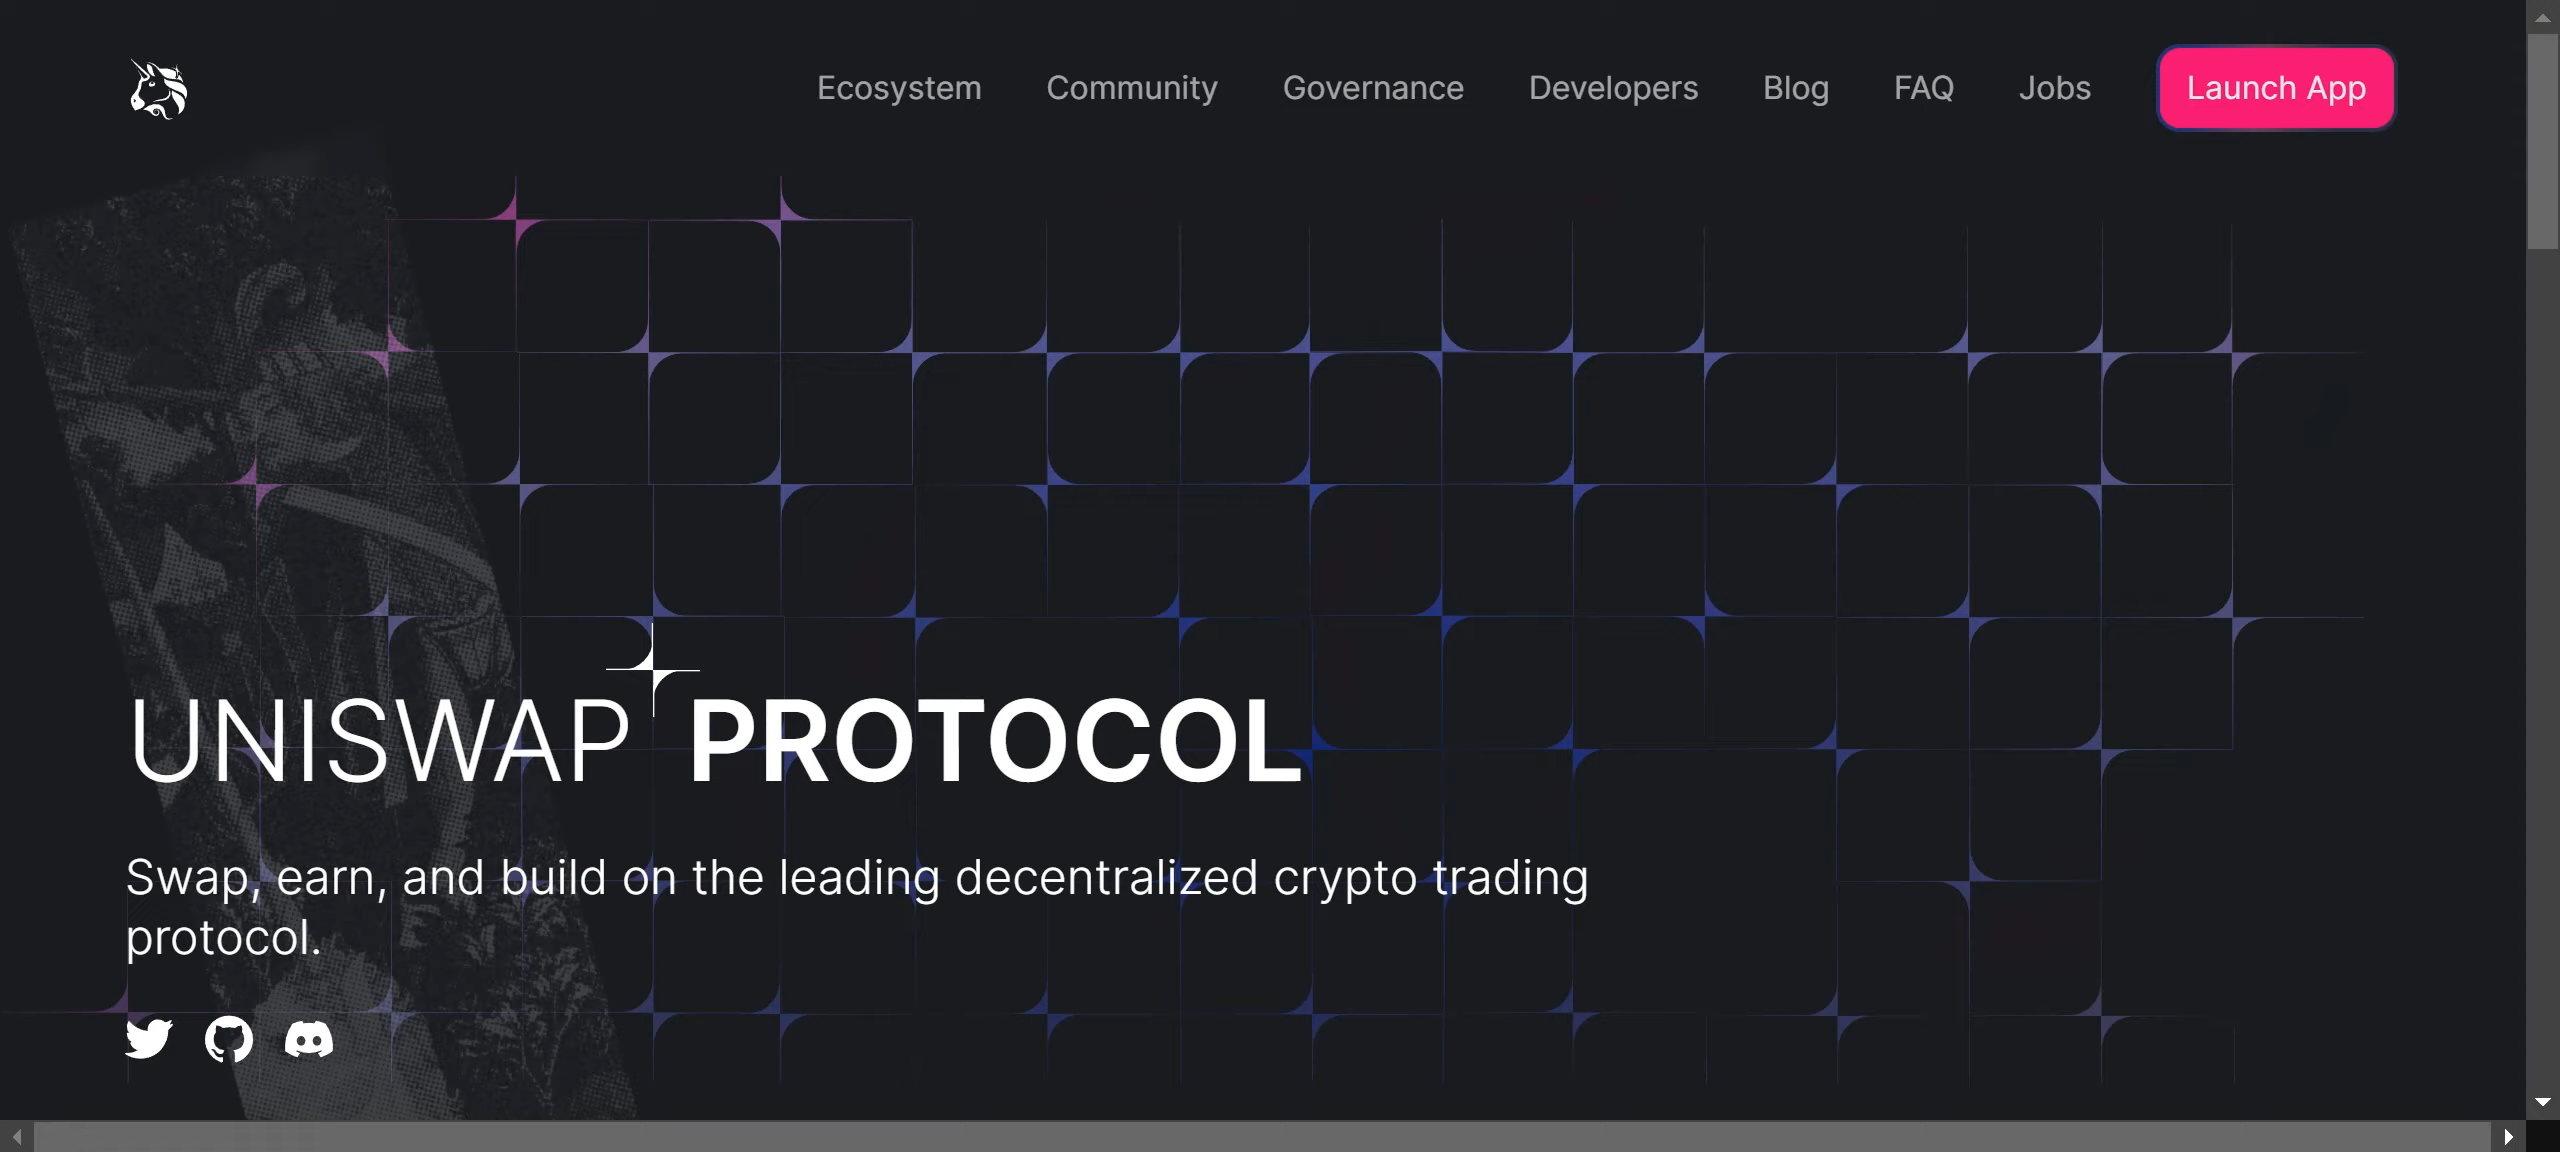 Ecosystem Community Governance Developers Blog FAQ Jobs Launch App
UNISWAP PROTOCOL
Swap, earn, and build on the leading decentralized crypto trading
protocol.